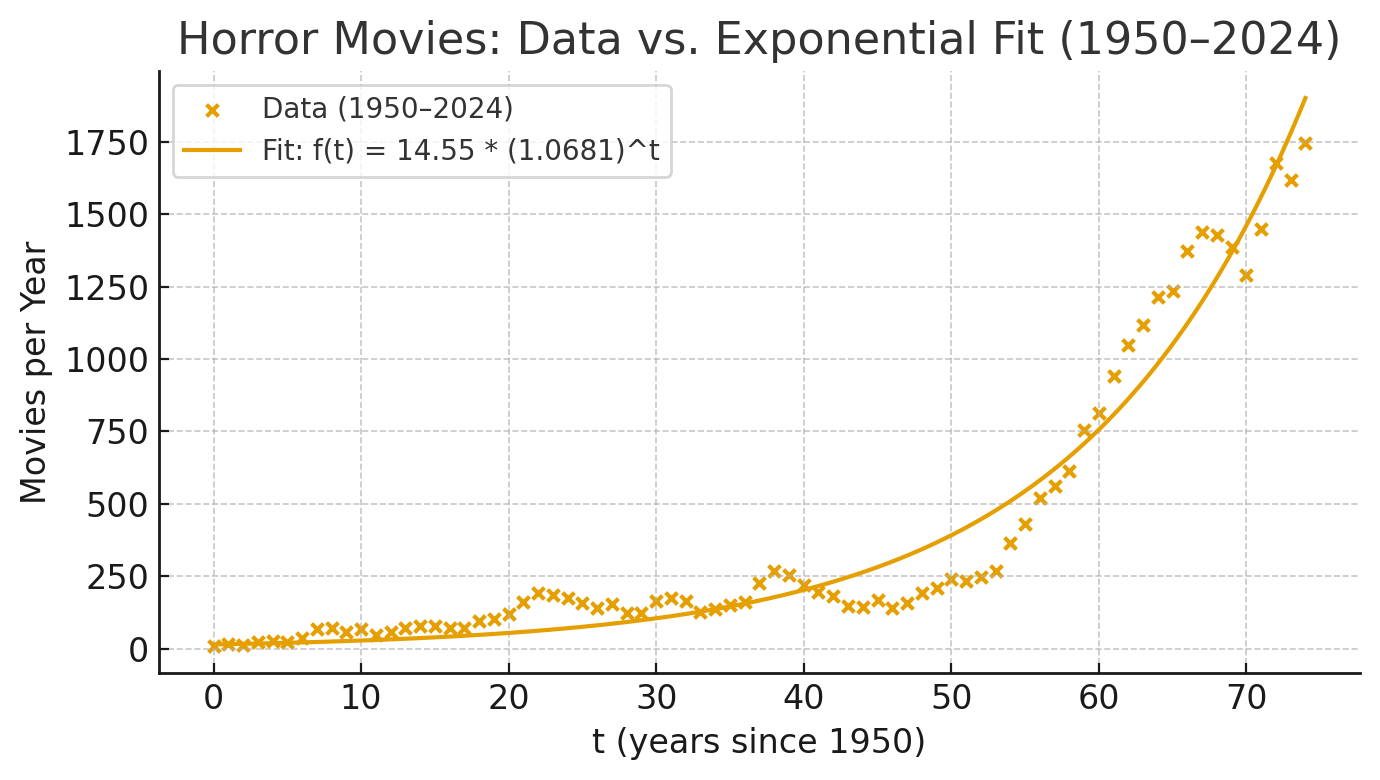 Horror Movies: Data vs. Exponential Fit (1950–2024)
Data (1950–2024)
Fit: f(t) = 14.55 * (1.0681)^t
Movies per Year
1750
1500
1250
1000
750
500
250
0
0 10 20 30 40 50 60 70
t (years since 1950)